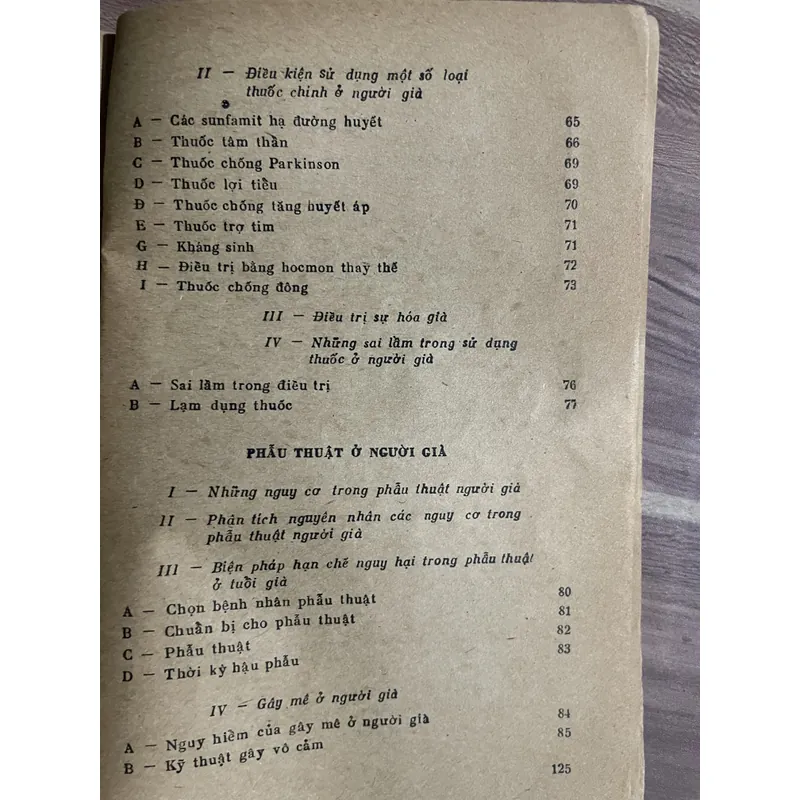 II — Điều kiện sử dụng một số loại
thuốc chính ở người già
A — Các sunfamit hạ đường huyết 65
B — Thuốc tâm thần 66
C — Thuốc chống Parkinson 69
D — Thuốc lợi tiểu 69
Đ — Thuốc chống tăng huyết áp 70
E — Thuốc trợ tim 71
G — Kháng sinh 71
H — Điều trị bằng hocmon thay thế 72
I — Thuốc chống đông 73
III — Điều trị sự hóa già
IV — Những sai lầm trong sử dụng
thuốc ở người già
A — Sai lầm trong điều trị 76
B — Lạm dụng thuốc 77
PHẪU THUẬT Ở NGƯỜI GIÀ
I — Những nguy cơ trong phẫu thuật người già
II — Phân tích nguyên nhân các nguy cơ trong
phẫu thuật người già
III — Biện pháp hạn chế nguy hại trong phẫu thuật
ở tuổi già
A — Chọn bệnh nhân phẫu thuật 80
B — Chuẩn bị cho phẫu thuật 81
C — Phẫu thuật 82
D — Thời kỳ hậu phẫu 83
IV — Gây mê ở người già
A — Nguy hiểm của gây mê ở người già 84
B — Kỹ thuật gây vô cảm 85
125